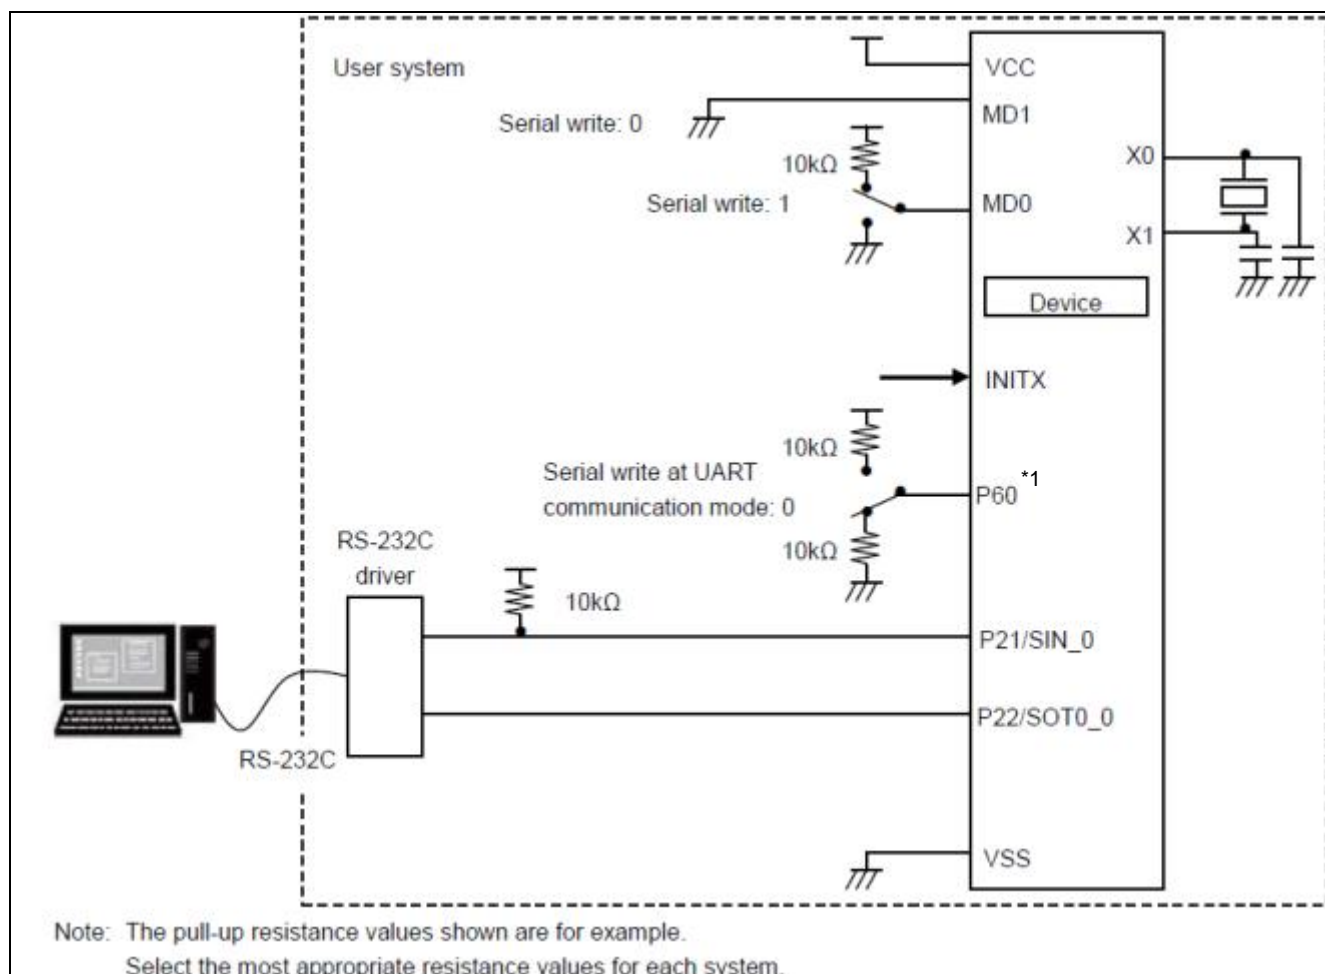 User system
VCC
MD1
Serial write: 0
10kΩ
X0
Serial write: 1
MD0
X1
Device
INITX
10kΩ
Serial write at UART
communication mode: 0
P60 *1
10kΩ
RS-232C
driver
10kΩ
P21/SIN_0
P22/SOT0_0
RS-232C
VSS
Note: The pull-up resistance values shown are for example.
Select the most appropriate resistance values for each system.